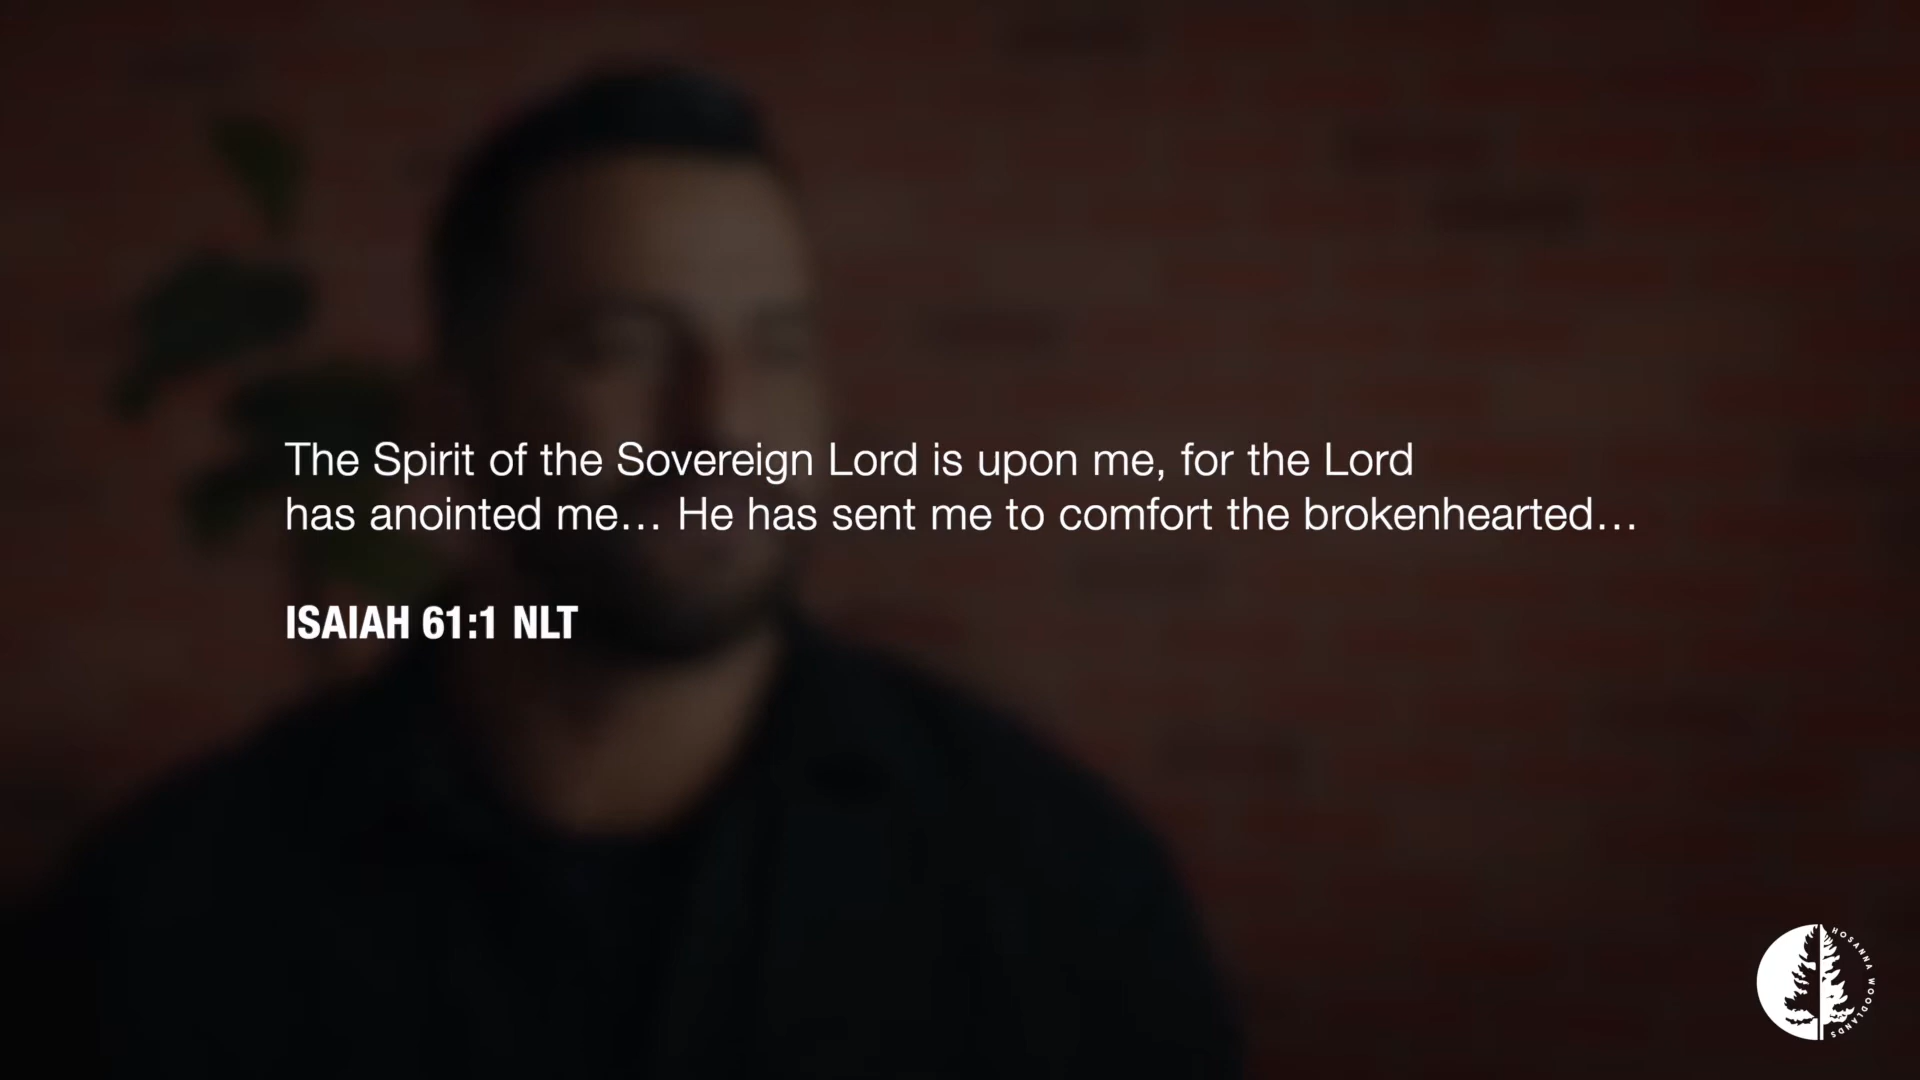 The Spirit of the Sovereign Lord is upon me, for the Lord
has anointed me… He has sent me to comfort the brokenhearted…
ISAIAH 61:1 NLT
HOSANNA WOODLANDS